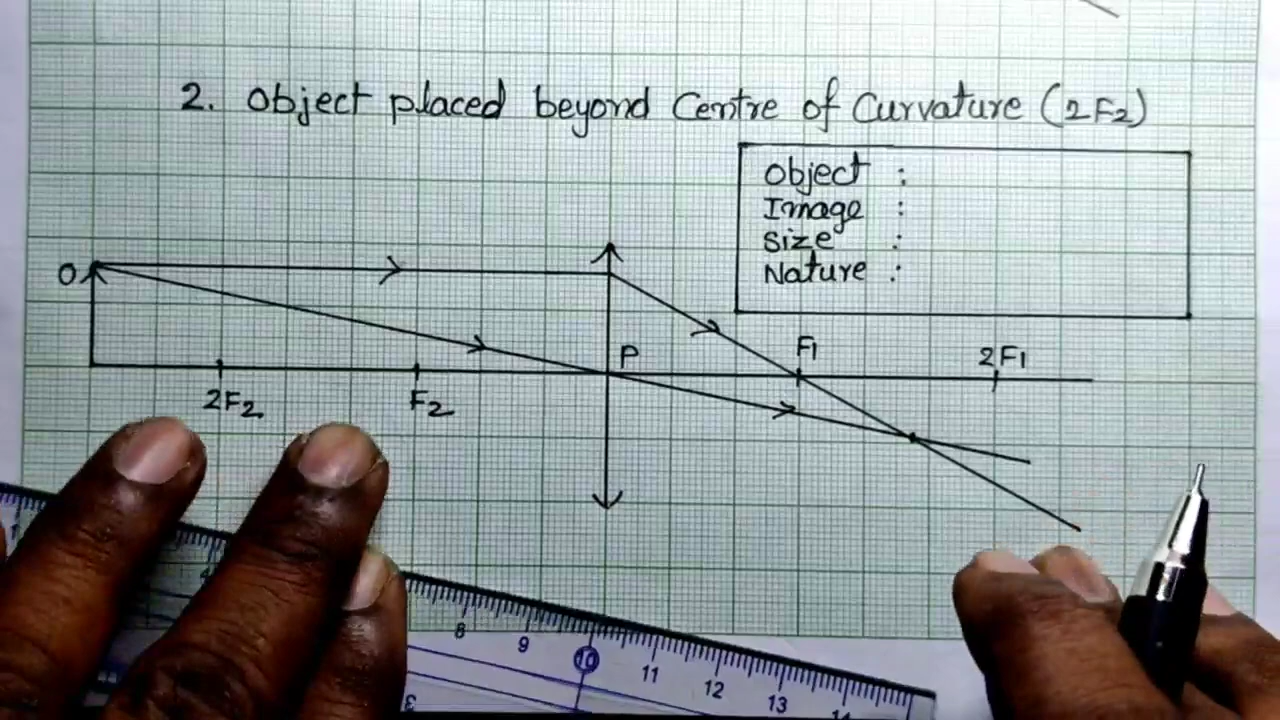 2. Object placed beyond Centre of Curvature (2F2)
Object :
Image :
Size :
Nature :
O
P
F1
2F1
2F2
F2
8
9
10
11
12
13
14